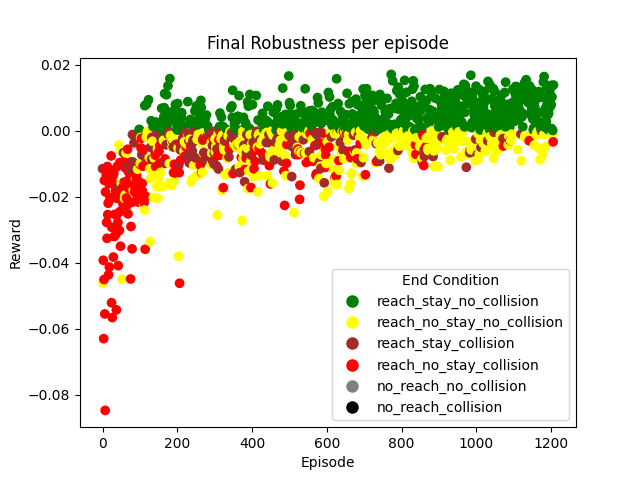 Final Robustness per episode
0.02
0.00
−0.02
−0.04
−0.06
−0.08
Reward
End Condition
reach_stay_no_collision
reach_no_stay_no_collision
reach_stay_collision
reach_no_stay_collision
no_reach_no_collision
no_reach_collision
0 200 400 600 800 1000 1200
Episode